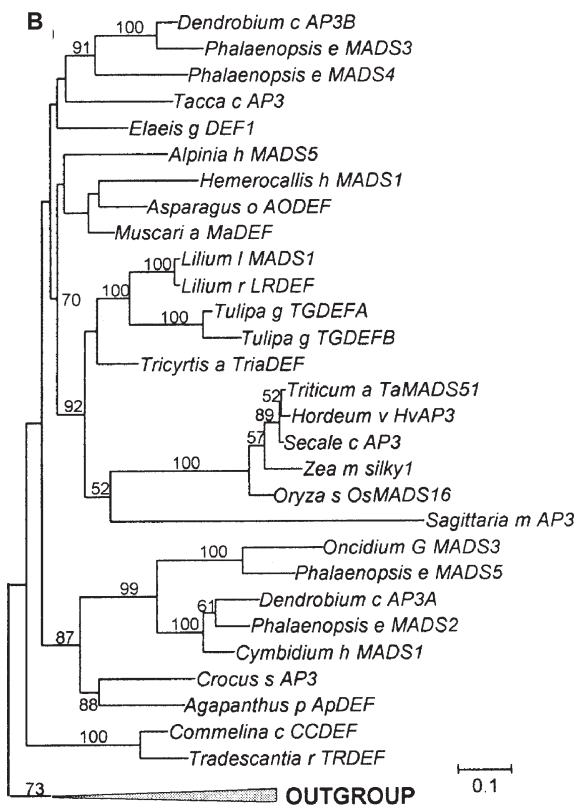 B
100 Dendrobium c AP3B
91 Phalaenopsis e MADS3
Phalaenopsis e MADS4
Tacca c AP3
Elaeis g DEF1
Alpinia h MADS5
Hemerocallis h MADS1
Asparagus o AODEF
Muscari a MaDEF
100 Lilium l MADS1
Lilium r LRDEF
70 100 Tulipa g TGDEFA
100 Tulipa g TGDEFB
Tricyrtis a TriaDEF
52 Triticum a TaMADS51
92 89 Hordeum v HvAP3
57 Secale c AP3
100 Zea m silky1
52 Oryza s OsMADS16
Sagittaria m AP3
100 Oncidium G MADS3
99 Phalaenopsis e MADS5
61 Dendrobium c AP3A
100 Phalaenopsis e MADS2
87 Cymbidium h MADS1
Crocus s AP3
88 Agapanthus p ApDEF
100 Commelina c CCDEF
Tradescantia r TRDEF
73 OUTGROUP
0.1